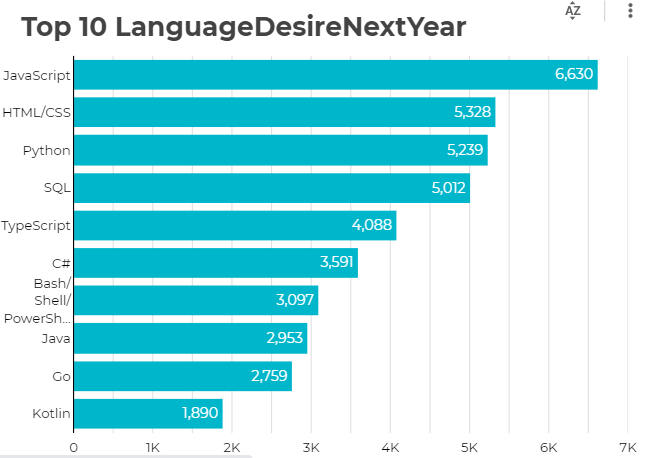 Top 10 LanguageDesireNextYear
AZ
JavaScript 6,630
HTML/CSS 5,328
Python 5,239
SQL 5,012
TypeScript 4,088
C# 3,591
Bash/
Shell/
PowerSh... 3,097
Java 2,953
Go 2,759
Kotlin 1,890
0 1K 2K 3K 4K 5K 6K 7K